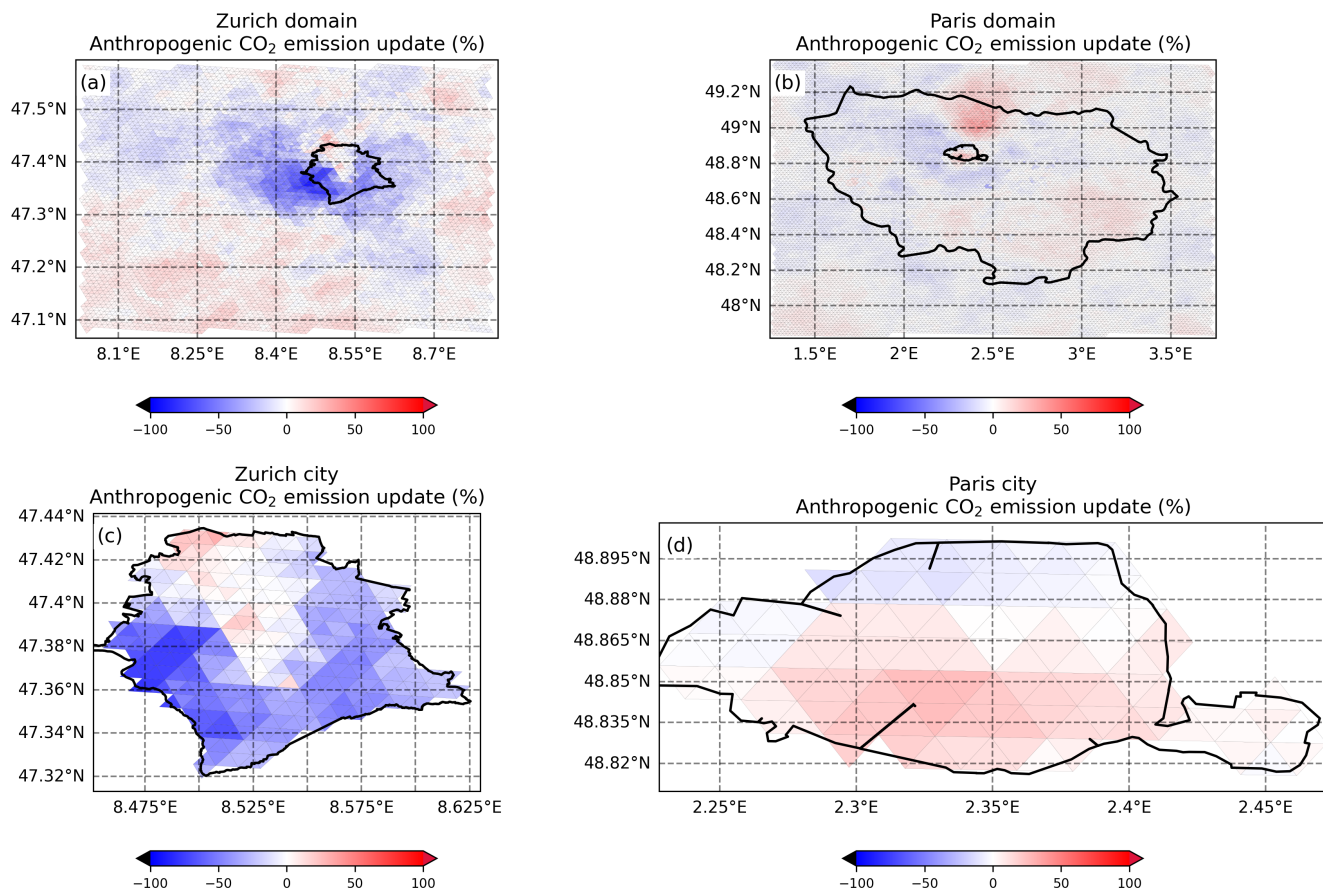 Zurich domain
Anthropogenic CO₂ emission update (%)
(a)
47.5°N
47.4°N
47.3°N
47.2°N
47.1°N
8.1°E 8.25°E 8.4°E 8.55°E 8.7°E
−100 −50 0 50 100
Paris domain
Anthropogenic CO₂ emission update (%)
(b)
49.2°N
49°N
48.8°N
48.6°N
48.4°N
48.2°N
48°N
1.5°E 2°E 2.5°E 3°E 3.5°E
−100 −50 0 50 100
Zurich city
Anthropogenic CO₂ emission update (%)
47.44°N
(c)
47.42°N
47.4°N
47.38°N
47.36°N
47.34°N
47.32°N
8.475°E 8.525°E 8.575°E 8.625°E
−100 −50 0 50 100
Paris city
Anthropogenic CO₂ emission update (%)
(d)
48.895°N
48.88°N
48.865°N
48.85°N
48.835°N
48.82°N
2.25°E 2.3°E 2.35°E 2.4°E 2.45°E
−100 −50 0 50 100